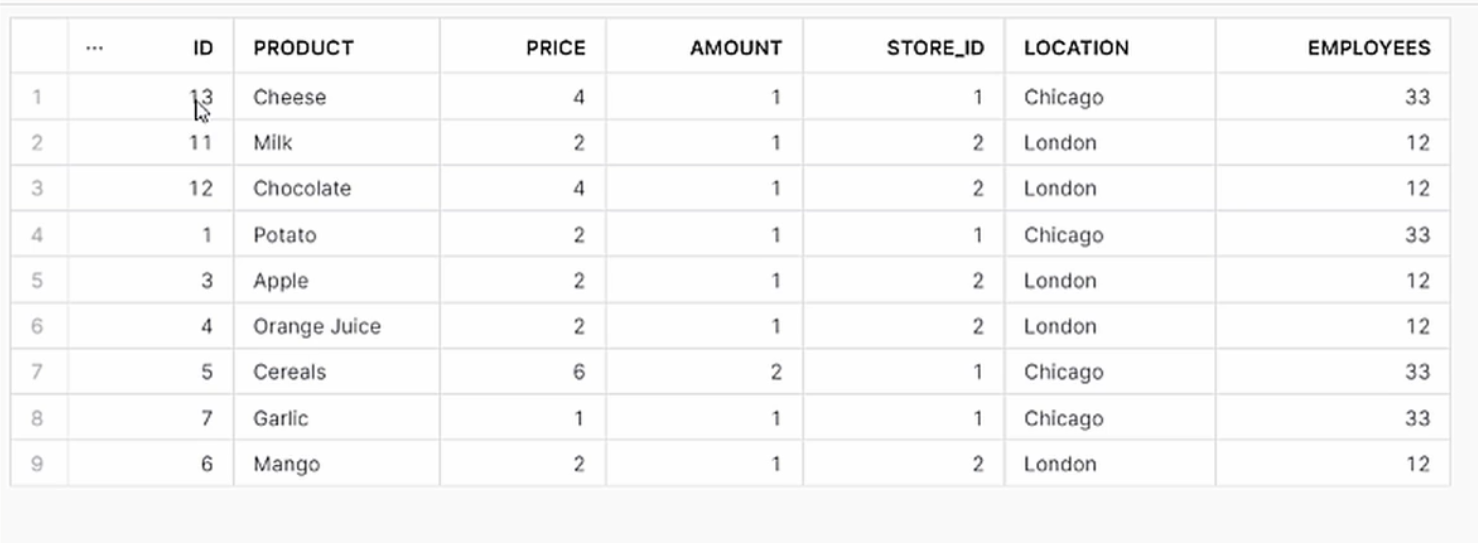 ... ID PRODUCT PRICE AMOUNT STORE_ID LOCATION EMPLOYEES
1 13 Cheese 4 1 1 Chicago 33
2 11 Milk 2 1 2 London 12
3 12 Chocolate 4 1 2 London 12
4 1 Potato 2 1 1 Chicago 33
5 3 Apple 2 1 2 London 12
6 4 Orange Juice 2 1 2 London 12
7 5 Cereals 6 2 1 Chicago 33
8 7 Garlic 1 1 1 Chicago 33
9 6 Mango 2 1 2 London 12